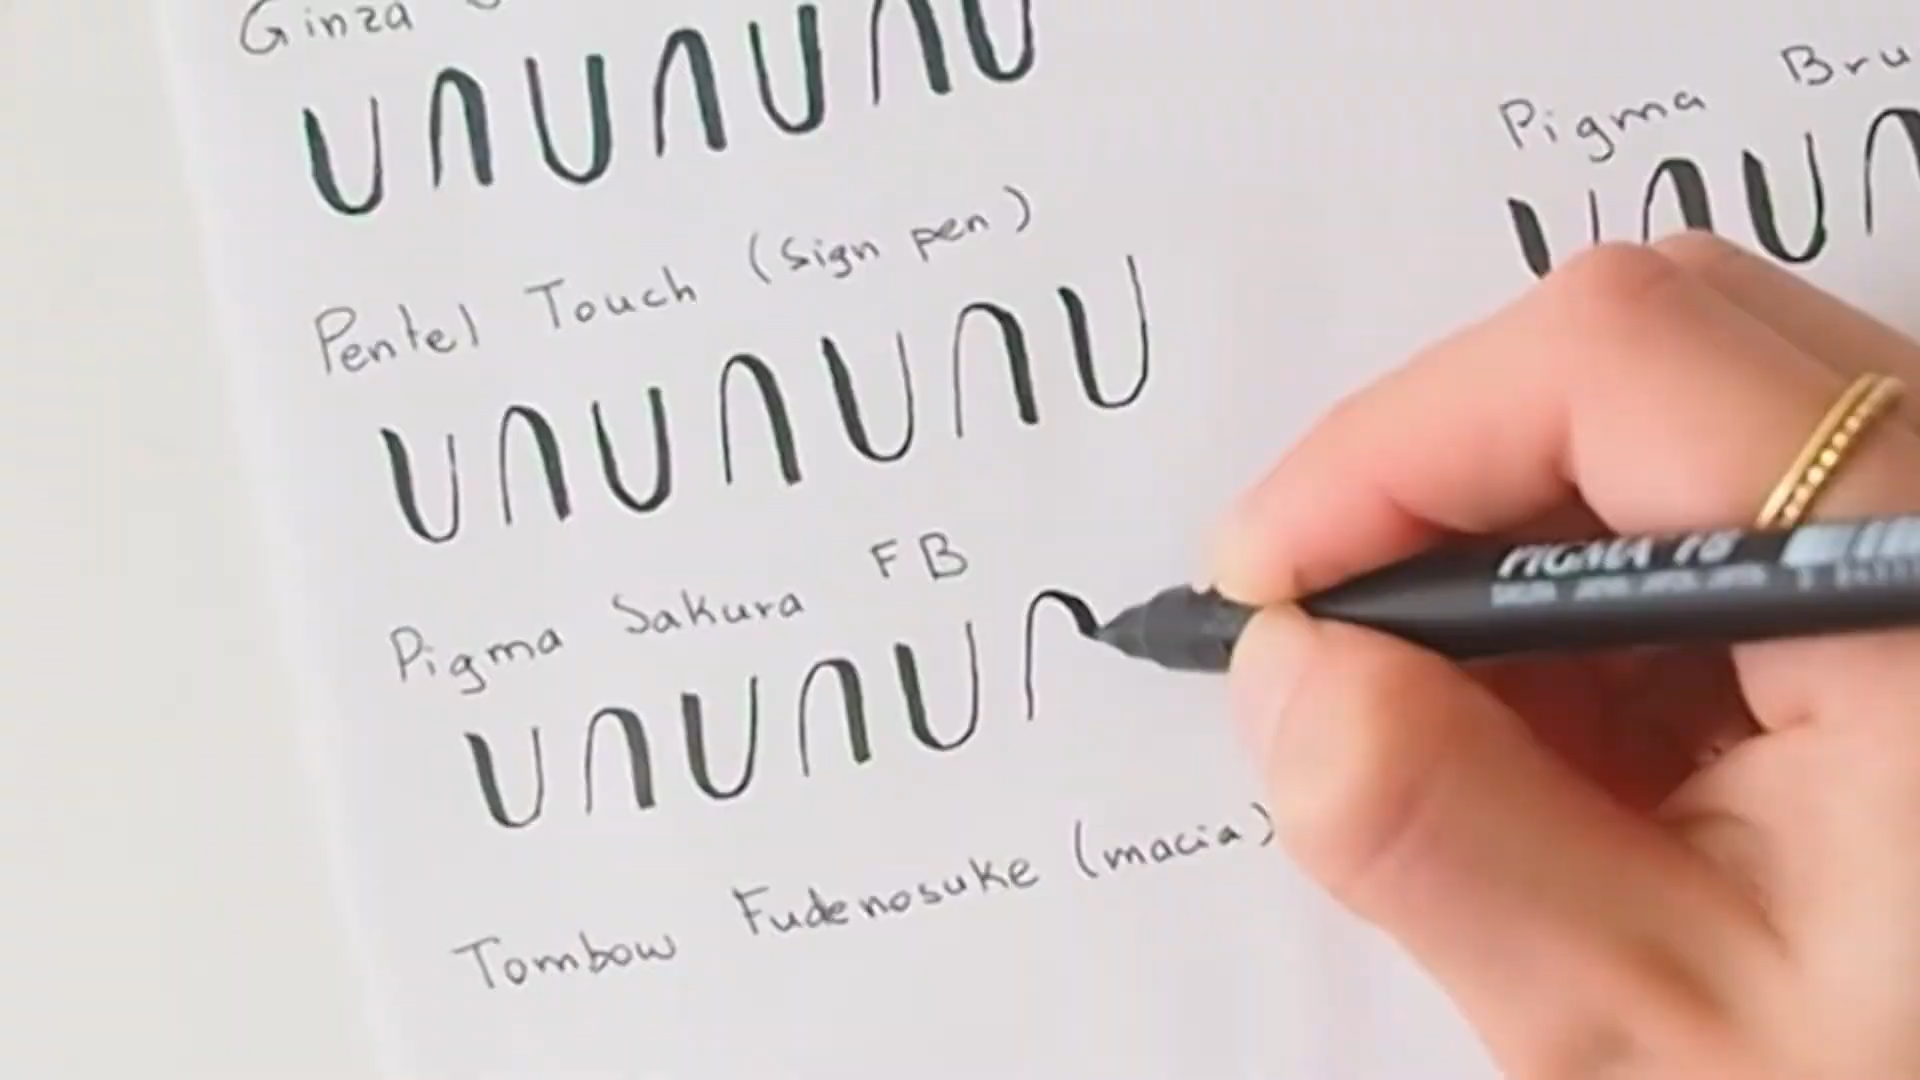 Ginza
Pentel Touch (Sign pen)
Pigma Sakura FB
Tombow Fudenosuke (macia)
Pigma Bru
PIGMA FB